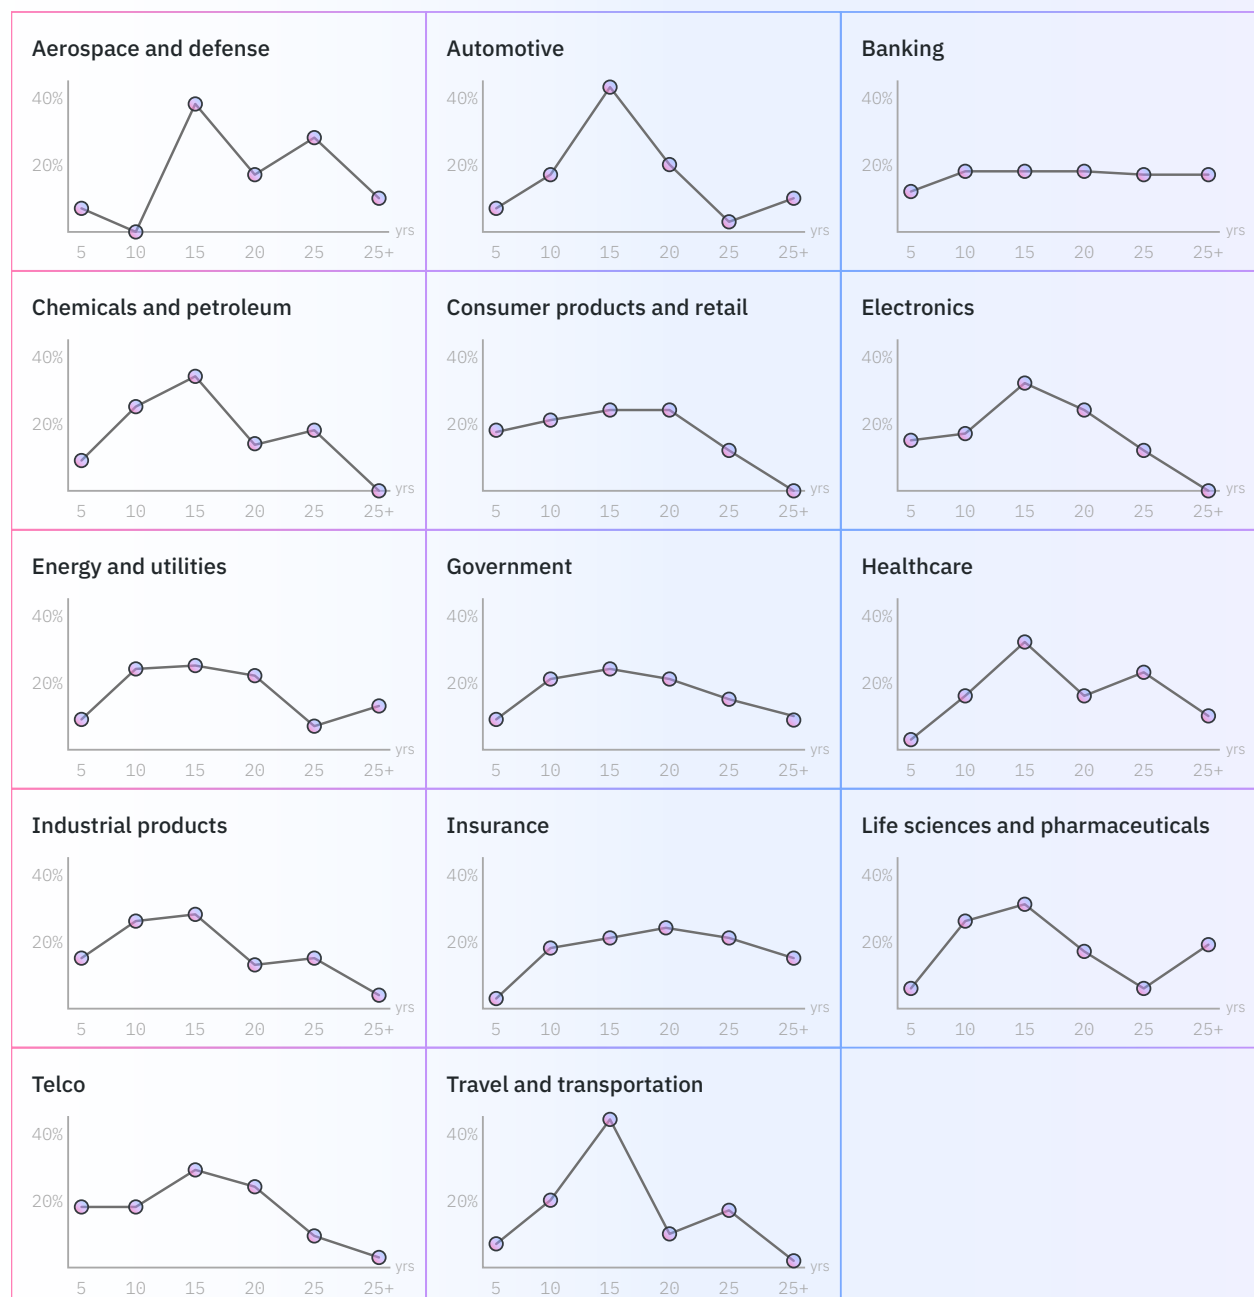 Aerospace and defense
40%
20%
yrs
5 10 15 20 25 25+
Automotive
40%
20%
yrs
5 10 15 20 25 25+
Banking
40%
20%
yrs
5 10 15 20 25 25+
Chemicals and petroleum
40%
20%
yrs
5 10 15 20 25 25+
Consumer products and retail
40%
20%
yrs
5 10 15 20 25 25+
Electronics
40%
20%
yrs
5 10 15 20 25 25+
Energy and utilities
40%
20%
yrs
5 10 15 20 25 25+
Government
40%
20%
yrs
5 10 15 20 25 25+
Healthcare
40%
20%
yrs
5 10 15 20 25 25+
Industrial products
40%
20%
yrs
5 10 15 20 25 25+
Insurance
40%
20%
yrs
5 10 15 20 25 25+
Life sciences and pharmaceuticals
40%
20%
yrs
5 10 15 20 25 25+
Telco
40%
20%
yrs
5 10 15 20 25 25+
Travel and transportation
40%
20%
yrs
5 10 15 20 25 25+